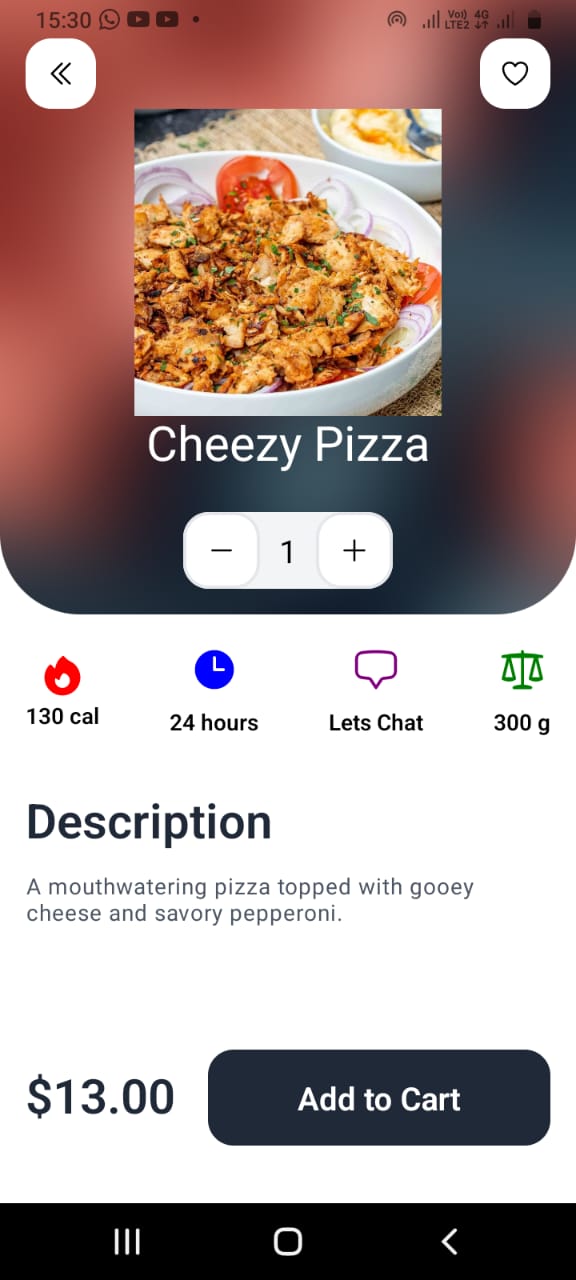 15:30
Vo) 4G
LTE2
Cheezy Pizza
1
130 cal
24 hours
Lets Chat
300 g
Description
A mouthwatering pizza topped with gooey
cheese and savory pepperoni.
$13.00
Add to Cart